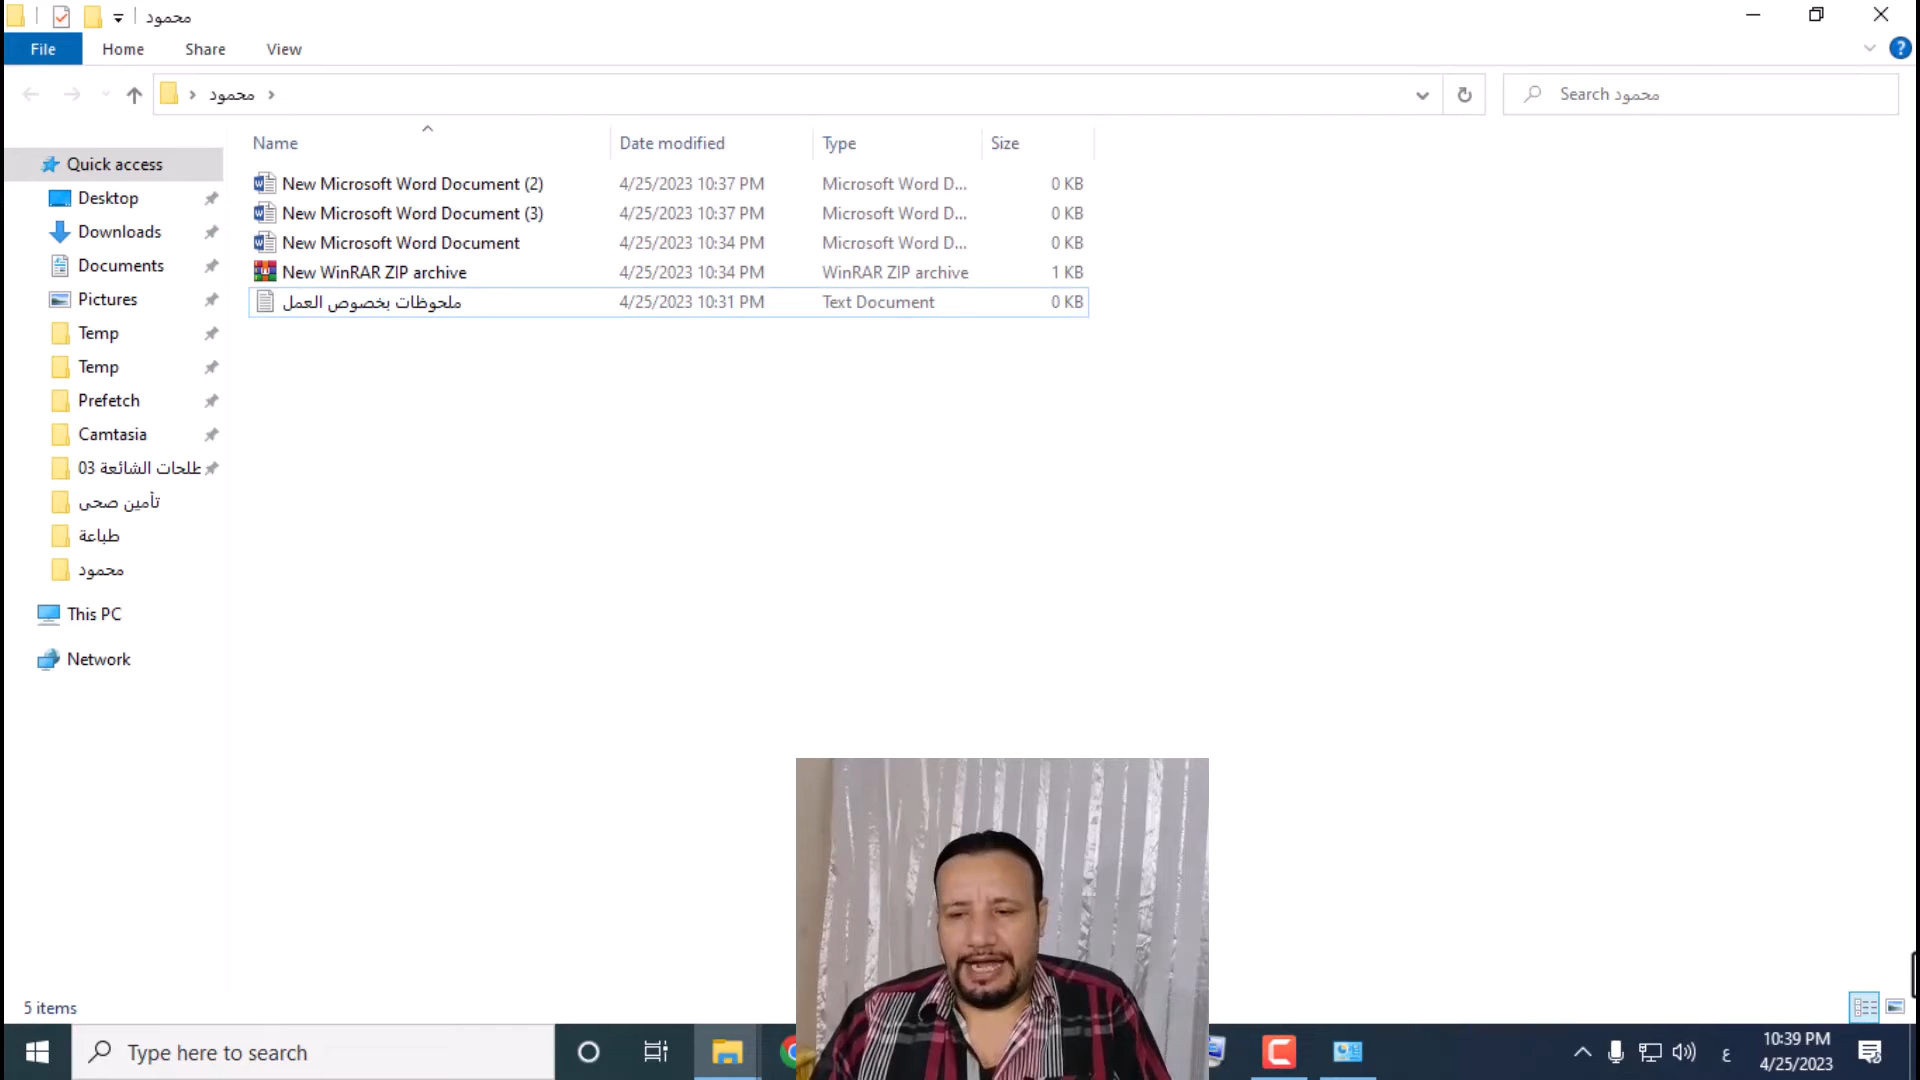 محمود
File Home Share View
محمود
Search محمود
Name Date modified Type Size
Quick access
Desktop
Downloads
Documents
Pictures
Temp
Temp
Prefetch
Camtasia
طلحات الشائعة 03
تأمين صحى
طباعة
محمود
This PC
Network
New Microsoft Word Document (2) 4/25/2023 10:37 PM Microsoft Word D... 0 KB
New Microsoft Word Document (3) 4/25/2023 10:37 PM Microsoft Word D... 0 KB
New Microsoft Word Document 4/25/2023 10:34 PM Microsoft Word D... 0 KB
New WinRAR ZIP archive 4/25/2023 10:34 PM WinRAR ZIP archive 1 KB
ملحوظات بخصوص العمل 4/25/2023 10:31 PM Text Document 0 KB
5 items
Type here to search
ع
10:39 PM
4/25/2023